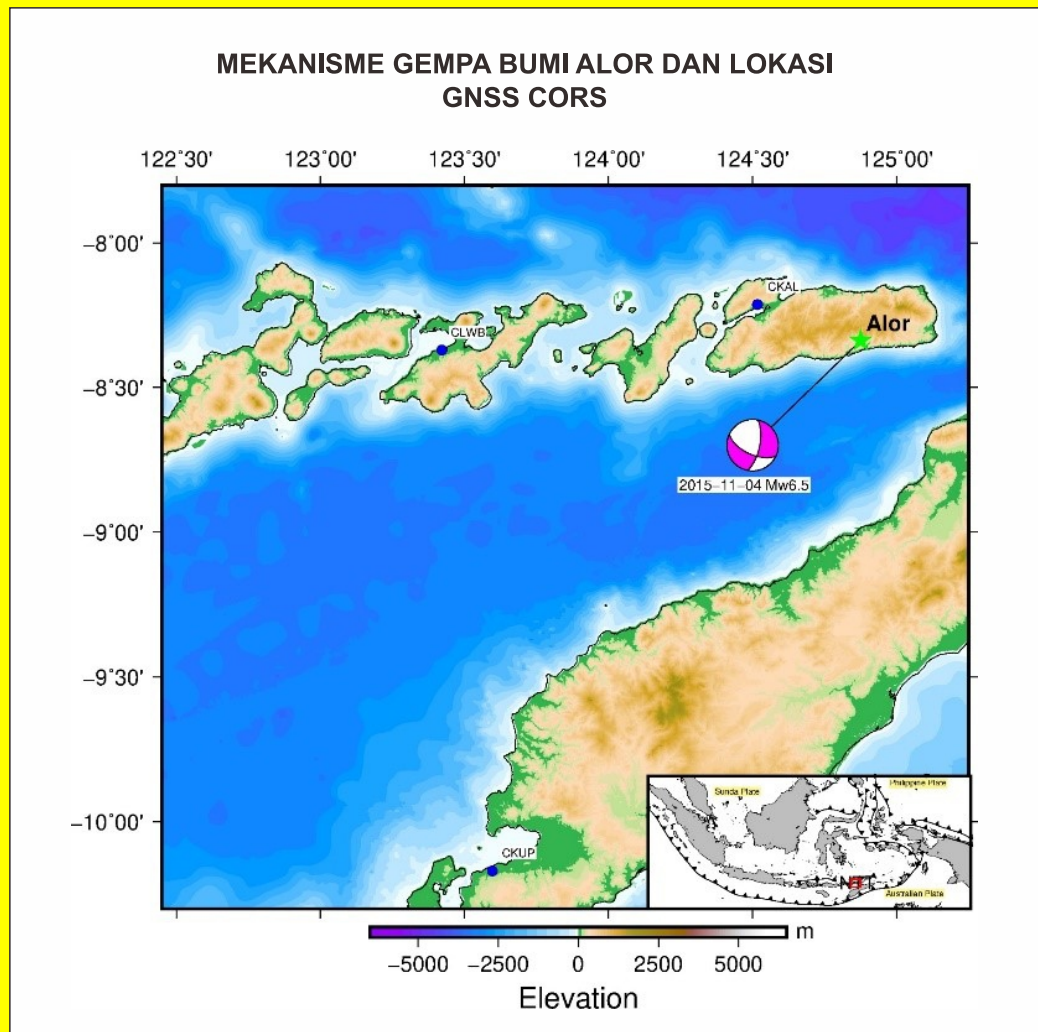 MEKANISME GEMPA BUMI ALOR DAN LOKASI
GNSS CORS
122˚30' 123˚00' 123˚30' 124˚00' 124˚30' 125˚00'
−8˚00'
CKAL
Alor
CLWB
−8˚30'
2015−11−04 Mw6.5
−9˚00'
−9˚30'
−10˚00'
CKUP
Sunda Plate
Philippine Plate
Australian Plate
m
−5000 −2500 0 2500 5000
Elevation